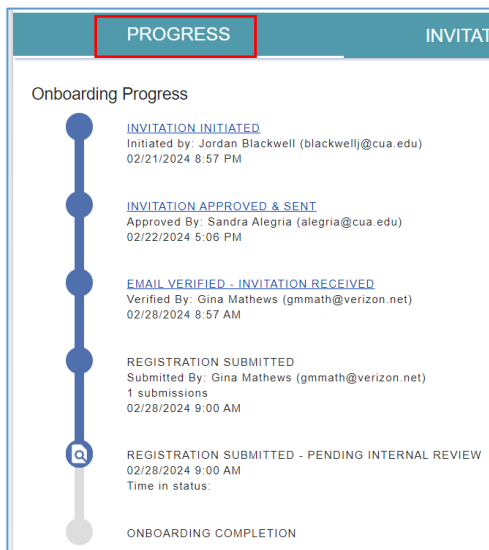 PROGRESS
INVITAT
Onboarding Progress
INVITATION INITIATED
Initiated by: Jordan Blackwell (blackwellj@cua.edu)
02/21/2024 8:57 PM
INVITATION APPROVED & SENT
Approved By: Sandra Alegria (alegria@cua.edu)
02/22/2024 5:06 PM
EMAIL VERIFIED - INVITATION RECEIVED
Verified By: Gina Mathews (gmmath@verizon.net)
02/28/2024 8:57 AM
REGISTRATION SUBMITTED
Submitted By: Gina Mathews (gmmath@verizon.net)
1 submissions
02/28/2024 9:00 AM
REGISTRATION SUBMITTED - PENDING INTERNAL REVIEW
02/28/2024 9:00 AM
Time in status:
ONBOARDING COMPLETION